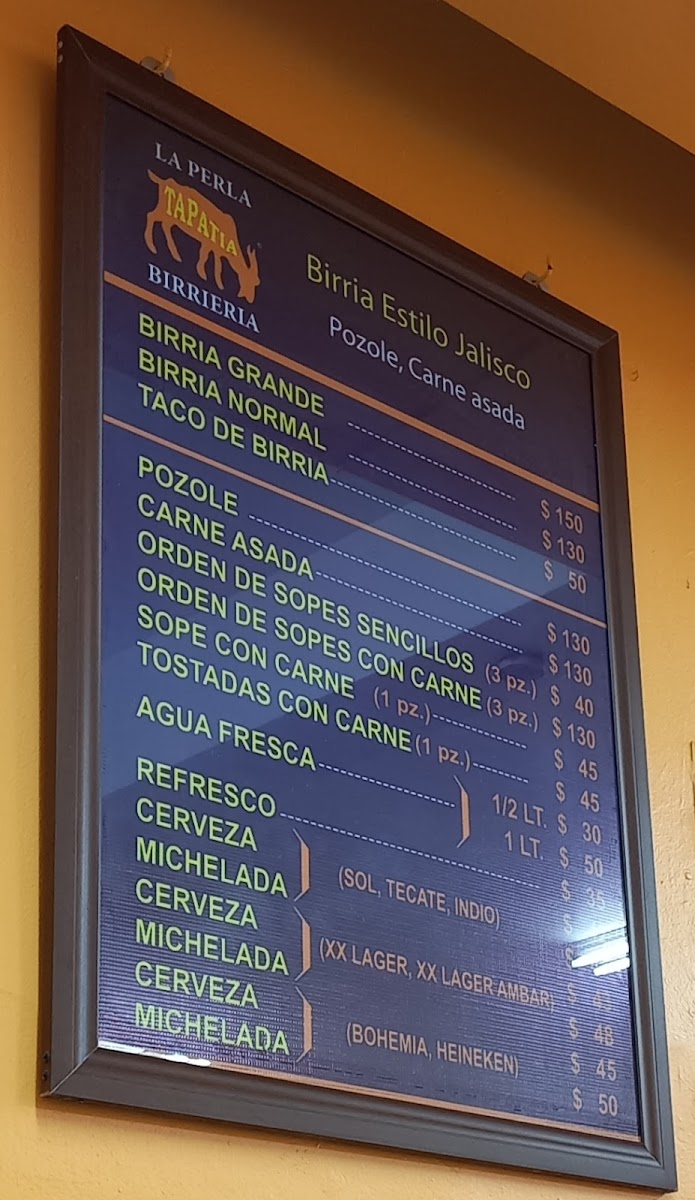 LA PERLA
TAPATIA
BIRRIERIA
Birria Estilo Jalisco
Pozole, Carne asada
BIRRIA GRANDE $ 150
BIRRIA NORMAL $ 130
TACO DE BIRRIA $ 50
POZOLE $ 130
CARNE ASADA $ 130
ORDEN DE SOPES SENCILLOS (3 pz.) $ 40
ORDEN DE SOPES CON CARNE (3 pz.) $ 130
SOPE CON CARNE (1 pz.) $ 45
TOSTADAS CON CARNE (1 pz.) $ 45
AGUA FRESCA 1/2 LT. $ 30
1 LT. $ 50
REFRESCO $
CERVEZA $
MICHELADA (SOL, TECATE, INDIO) $
CERVEZA $
MICHELADA (XX LAGER, XX LAGER AMBAR) $ 48
CERVEZA $ 45
MICHELADA (BOHEMIA, HEINEKEN) $ 50